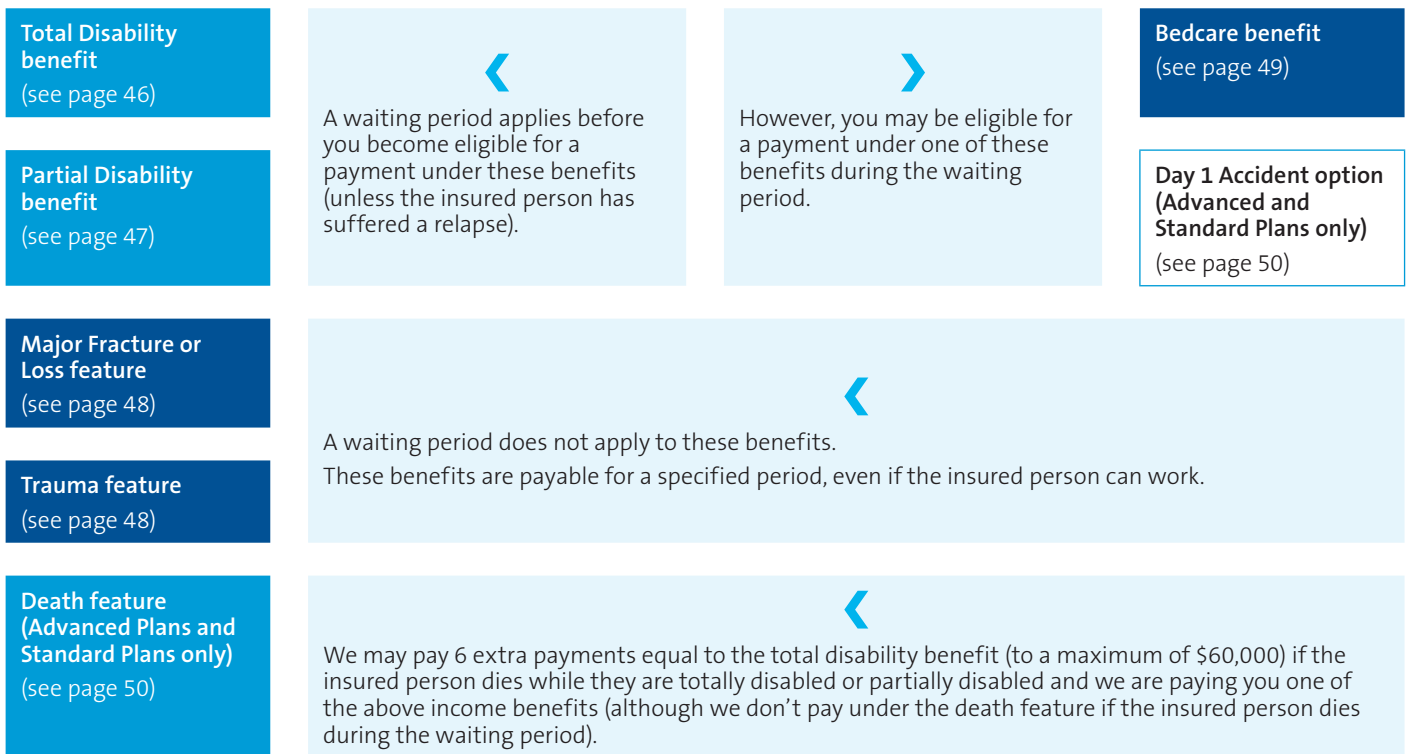 Total Disability
benefit
(see page 46)
Partial Disability
benefit
(see page 47)
A waiting period applies before
you become eligible for a
payment under these benefits
(unless the insured person has
suffered a relapse).
However, you may be eligible for
a payment under one of these
benefits during the waiting
period.
Bedcare benefit
(see page 49)
Day 1 Accident option
(Advanced and
Standard Plans only)
(see page 50)
Major Fracture or
Loss feature
(see page 48)
Trauma feature
(see page 48)
A waiting period does not apply to these benefits.
These benefits are payable for a specified period, even if the insured person can work.
Death feature
(Advanced Plans and
Standard Plans only)
(see page 50)
We may pay 6 extra payments equal to the total disability benefit (to a maximum of $60,000) if the
insured person dies while they are totally disabled or partially disabled and we are paying you one of
the above income benefits (although we don’t pay under the death feature if the insured person dies
during the waiting period).